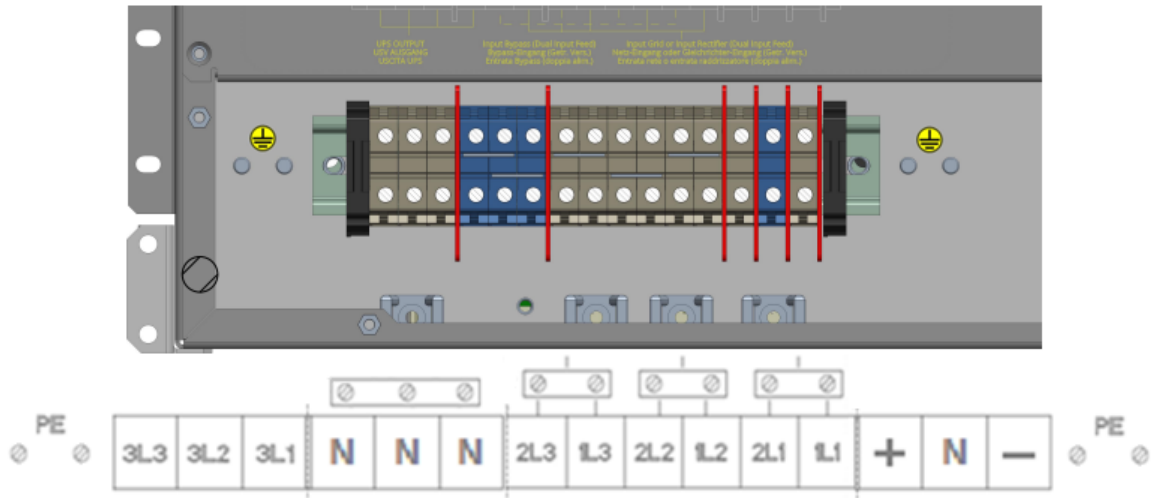 UPS OUTPUT
USV AUSGANG
USCITA UPS
Input Bypass (Dual Input Feed)
Bypass-Eingang (Getr. Vers.)
Entrata Bypass (doppia alim.)
Input Grid or Input Rectifier (Dual Input Feed)
Netz-Eingang oder Gleichrichter-Eingang (Getr. Vers.)
Entrata rete o entrata raddrizzatore (doppia alim.)
PE 3L3 3L2 3L1 N N N 2L3 1L3 2L2 1L2 2L1 1L1 + N − PE